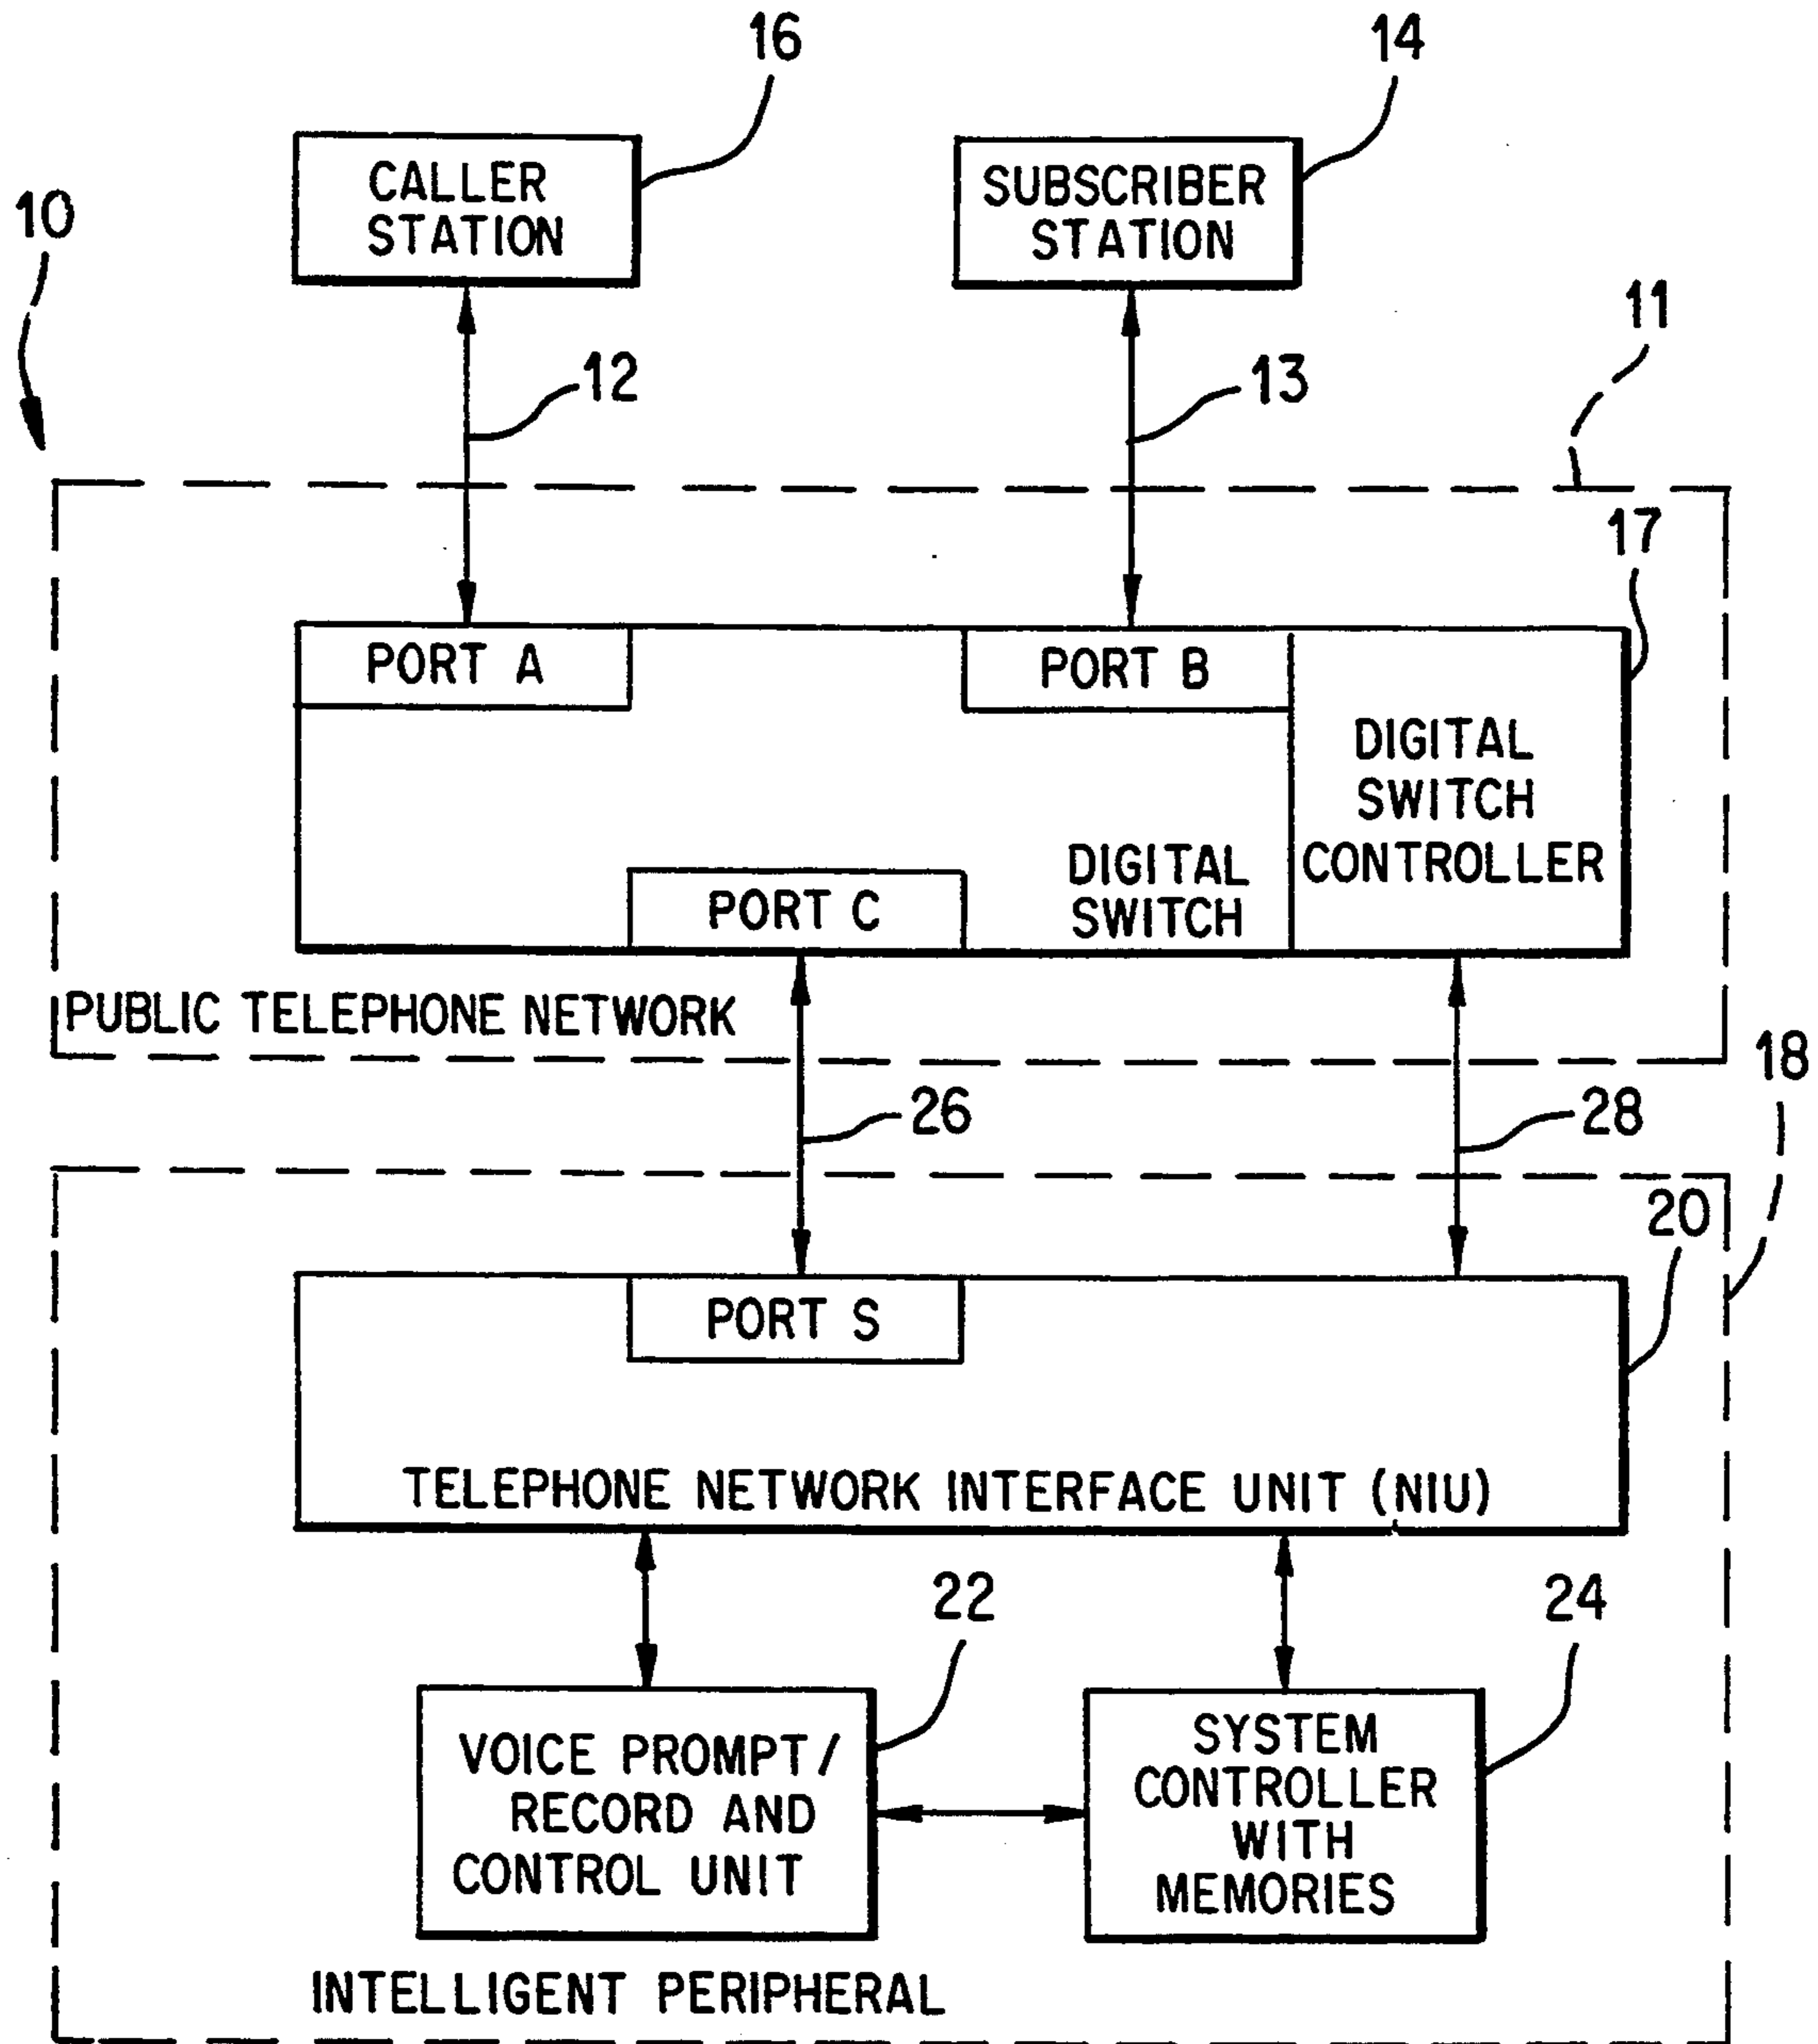 16
14
10
CALLER
STATION
SUBSCRIBER
STATION
11
12
13
17
PORT A
PORT B
DIGITAL
SWITCH
CONTROLLER
DIGITAL
SWITCH
PORT C
PUBLIC TELEPHONE NETWORK
18
26
28
20
PORT S
TELEPHONE NETWORK INTERFACE UNIT (NIU)
22
24
VOICE PROMPT/
RECORD AND
CONTROL UNIT
SYSTEM
CONTROLLER
WITH
MEMORIES
INTELLIGENT PERIPHERAL